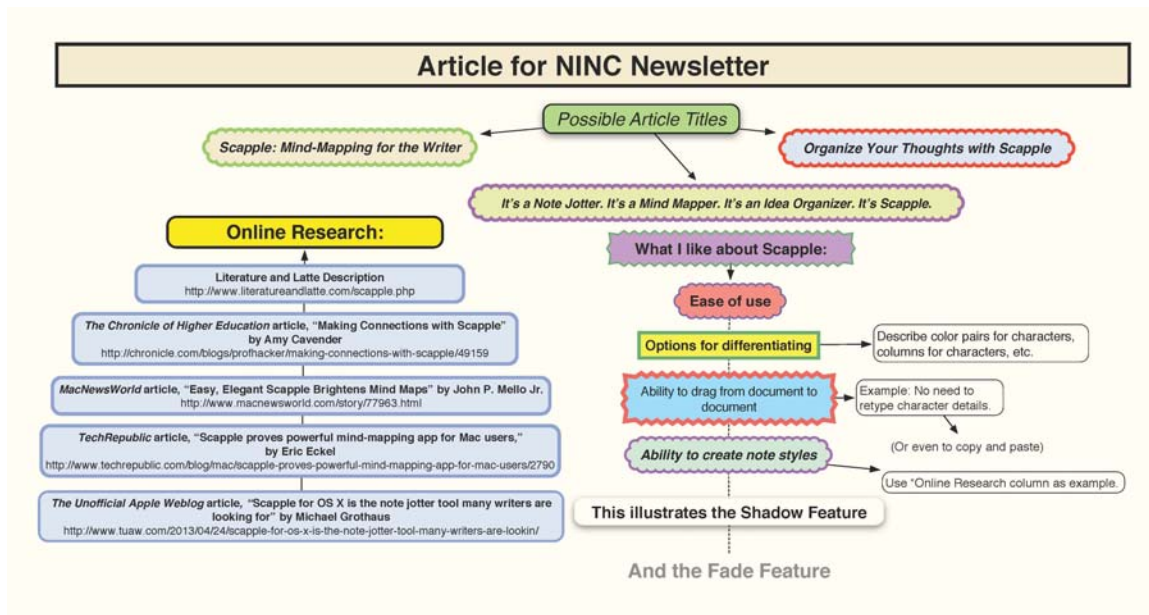 Article for NINC Newsletter
Possible Article Titles
Scapple: Mind-Mapping for the Writer
Organize Your Thoughts with Scapple
It's a Note Jotter. It's a Mind Mapper. It's an Idea Organizer. It's Scapple.
Online Research:
Literature and Latte Description
http://www.literatureandlatte.com/scapple.php
The Chronicle of Higher Education article, “Making Connections with Scapple”
by Amy Cavender
http://chronicle.com/blogs/profhacker/making-connections-with-scapple/49159
MacNewsWorld article, “Easy, Elegant Scapple Brightens Mind Maps” by John P. Mello Jr.
http://www.macnewsworld.com/story/77963.html
TechRepublic article, “Scapple proves powerful mind-mapping app for Mac users,”
by Eric Eckel
http://www.techrepublic.com/blog/mac/scapple-proves-powerful-mind-mapping-app-for-mac-users/2790
The Unofficial Apple Weblog article, “Scapple for OS X is the note jotter tool many writers are
looking for” by Michael Grothaus
http://www.tuaw.com/2013/04/24/scapple-for-os-x-is-the-note-jotter-tool-many-writers-are-lookin/
What I like about Scapple:
Ease of use
Options for differentiating
Describe color pairs for characters,
columns for characters, etc.
Ability to drag from document to
document
Example: No need to
retype character details.
(Or even to copy and paste)
Ability to create note styles
Use “Online Research column as example.
This illustrates the Shadow Feature
And the Fade Feature